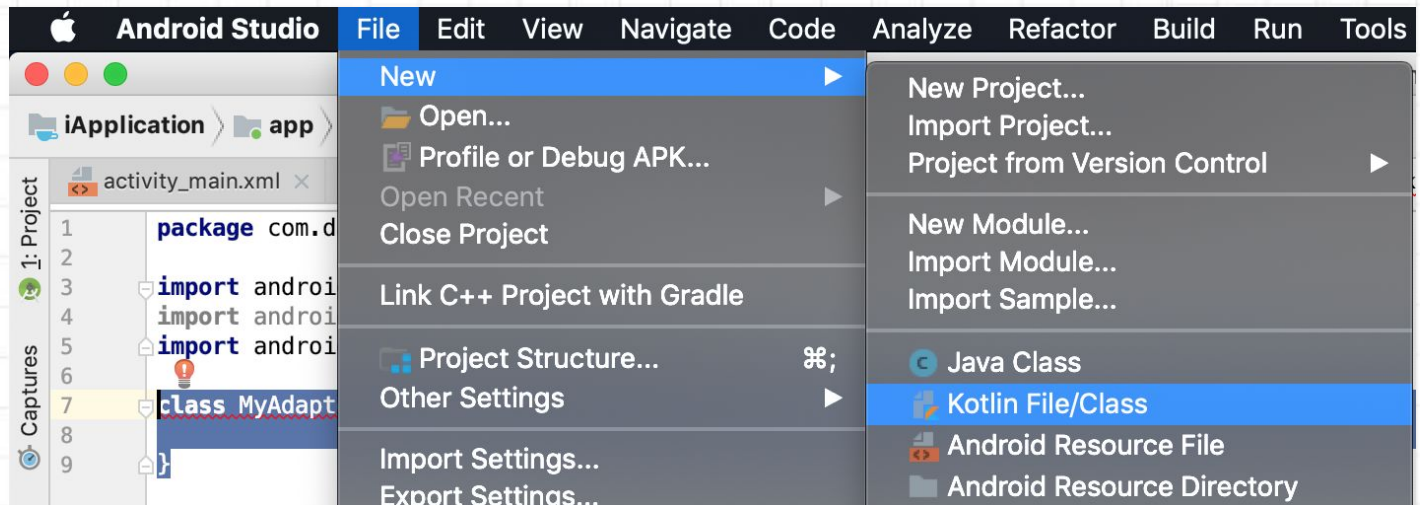 Android Studio File Edit View Navigate Code Analyze Refactor Build Run Tools
iApplication app
activity_main.xml
1: Project
Captures
1 package com.d
2
3 import androi
4 import androi
5 import androi
6
7 class MyAdapt
8
9 }
New
Open...
Profile or Debug APK...
Open Recent
Close Project
Link C++ Project with Gradle
Project Structure... ⌘;
Other Settings
Import Settings...
Export Settings...
New Project...
Import Project...
Project from Version Control
New Module...
Import Module...
Import Sample...
Java Class
Kotlin File/Class
Android Resource File
Android Resource Directory